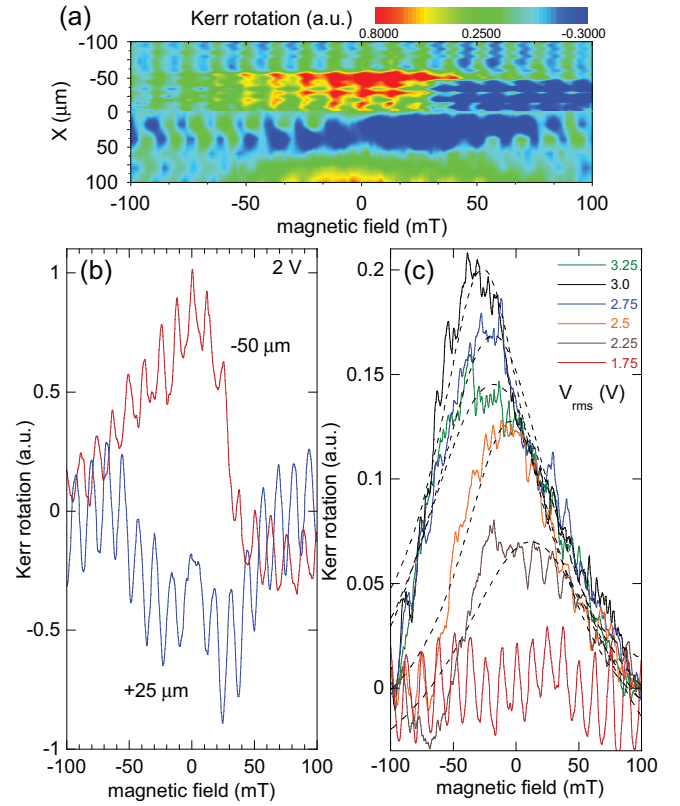 (a)
Kerr rotation (a.u.)
0.8000 0.2500 -0.3000
X (μm)
-100
-50
0
50
100
-100 -50 0 50 100
magnetic field (mT)
(b)
2 V
-50 μm
+25 μm
Kerr rotation (a.u.)
1
0.5
0
-0.5
-1
-100 -50 0 50 100
magnetic field (mT)
(c)
3.25
3.0
2.75
2.5
2.25
1.75
V_rms (V)
Kerr rotation (a.u.)
0.2
0.15
0.1
0.05
0
-100 -50 0 50 100
magnetic field (mT)